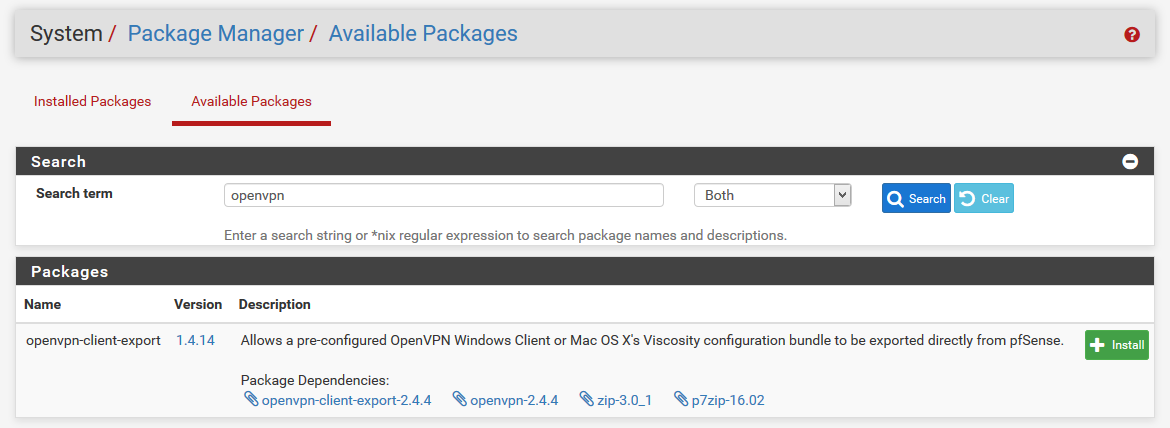 System / Package Manager / Available Packages
Installed Packages Available Packages
Search
Search term openvpn Both Search Clear
Enter a search string or *nix regular expression to search package names and descriptions.
Packages
Name Version Description
openvpn-client-export 1.4.14 Allows a pre-configured OpenVPN Windows Client or Mac OS X's Viscosity configuration bundle to be exported directly from pfSense. Install
Package Dependencies:
openvpn-client-export-2.4.4 openvpn-2.4.4 zip-3.0_1 p7zip-16.02